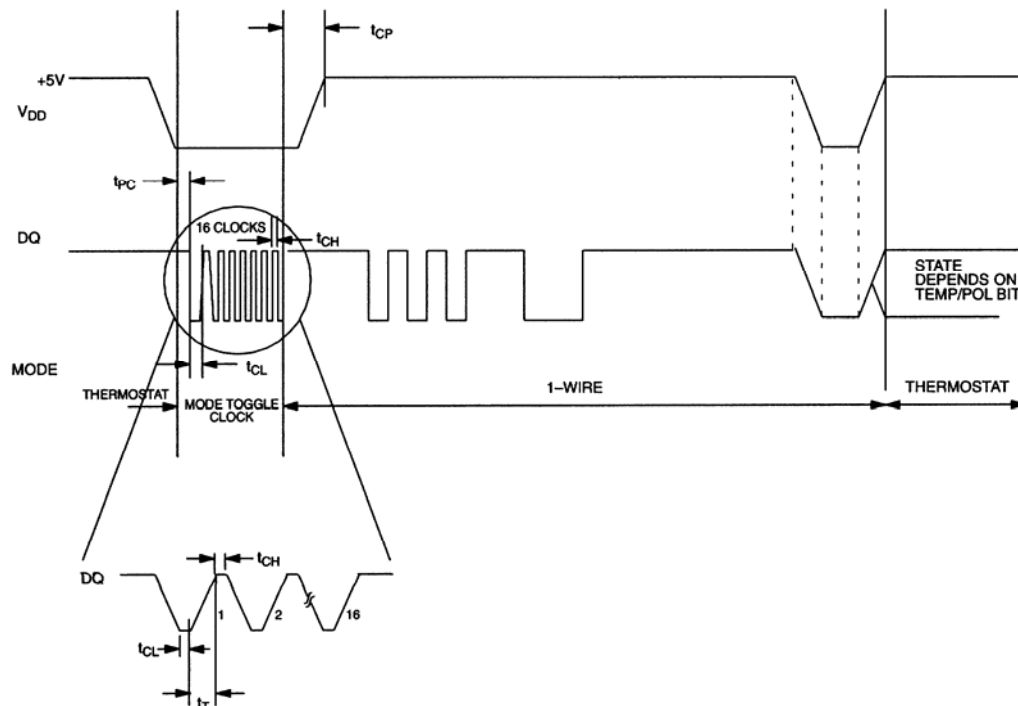 tCP
+5V
VDD
tPC
16 CLOCKS
DQ
tCH
STATE
DEPENDS ON
TEMP/POL BIT
tCL
MODE
THERMOSTAT
MODE TOGGLE
CLOCK
1–WIRE
THERMOSTAT
tCH
DQ
1
2
16
tCL
tT